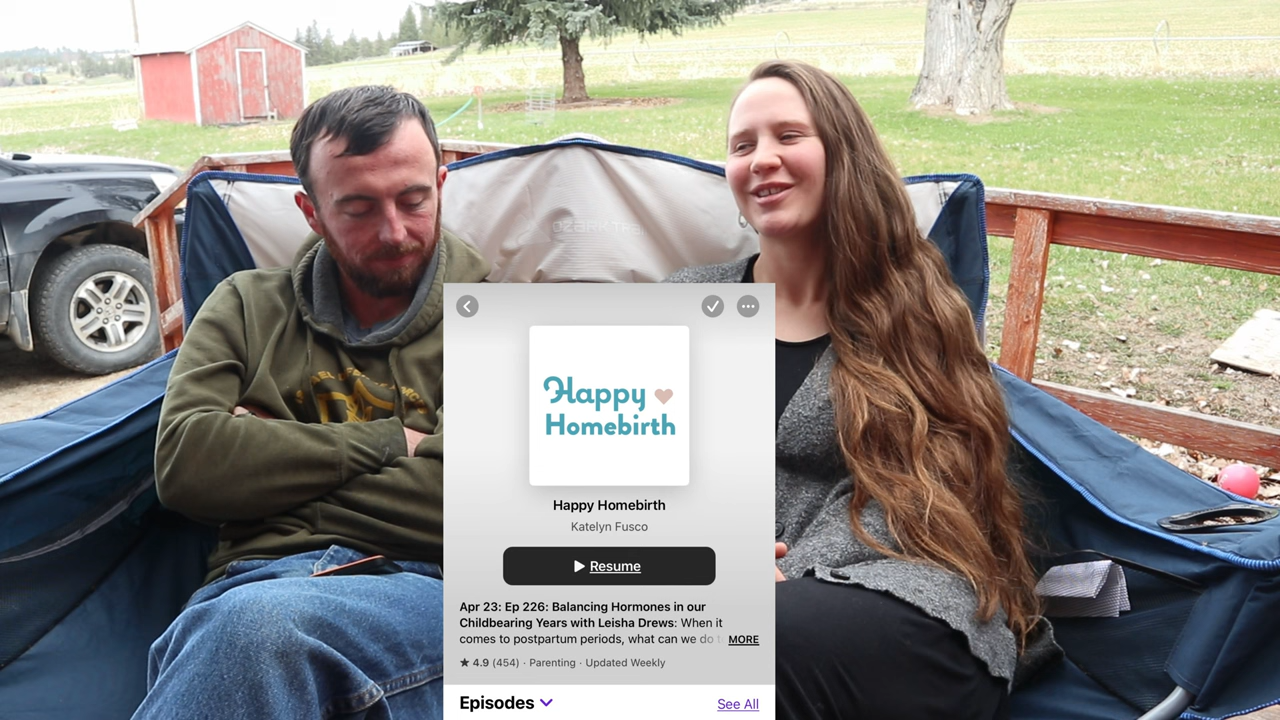 OZARK TRAIL
Happy
Homebirth
Happy Homebirth
Katelyn Fusco
Resume
Apr 23: Ep 226: Balancing Hormones in our
Childbearing Years with Leisha Drews: When it
comes to postpartum periods, what can we do MORE
★ 4.9 (454) · Parenting · Updated Weekly
Episodes
See All